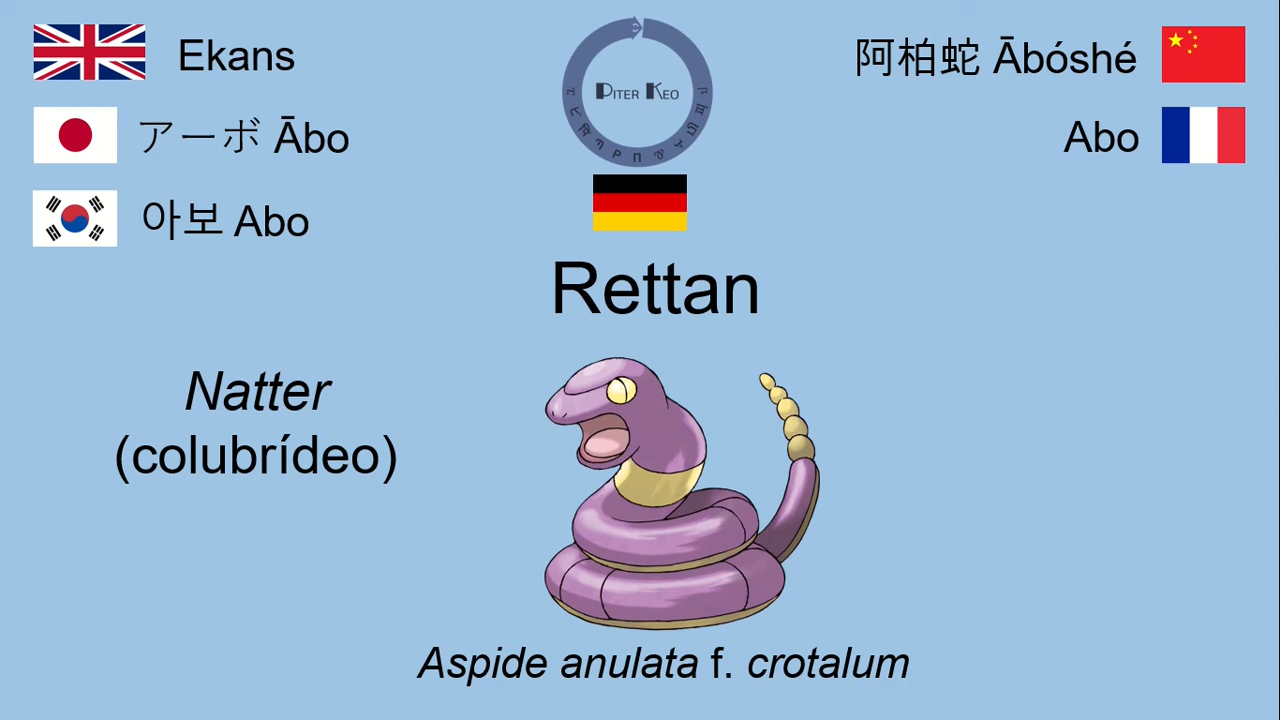 Ekans
アーボ Ābo
아보 Abo
PITER KEO
阿柏蛇 Ābóshé
Abo
Rettan
Natter
(colubrídeo)
Aspide anulata f. crotalum